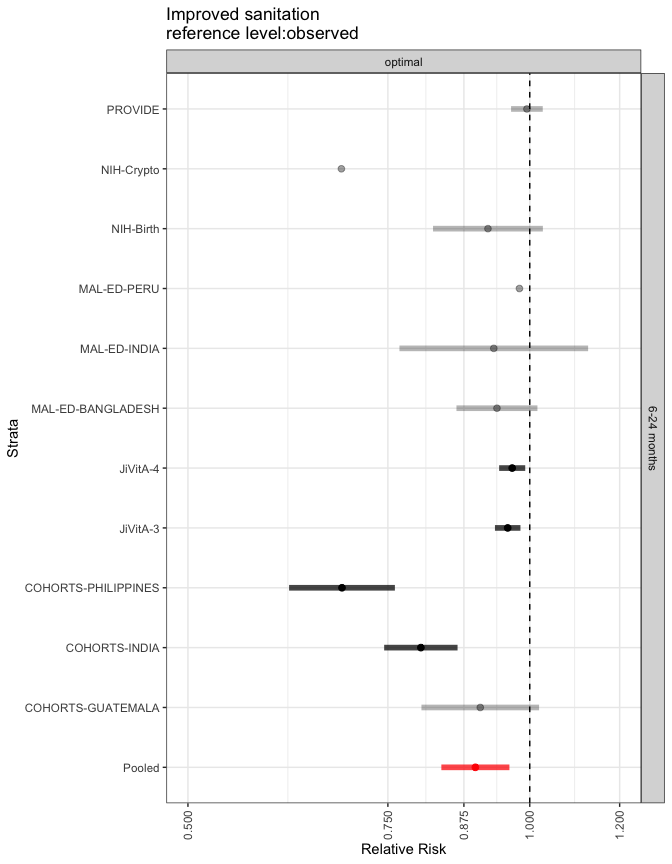 Improved sanitation
reference level:observed
optimal
PROVIDE
NIH-Crypto
NIH-Birth
MAL-ED-PERU
MAL-ED-INDIA
MAL-ED-BANGLADESH
JiVitA-4
JiVitA-3
COHORTS-PHILIPPINES
COHORTS-INDIA
COHORTS-GUATEMALA
Pooled
Strata
6-24 months
0.500
0.750
0.875
1.000
1.200
Relative Risk